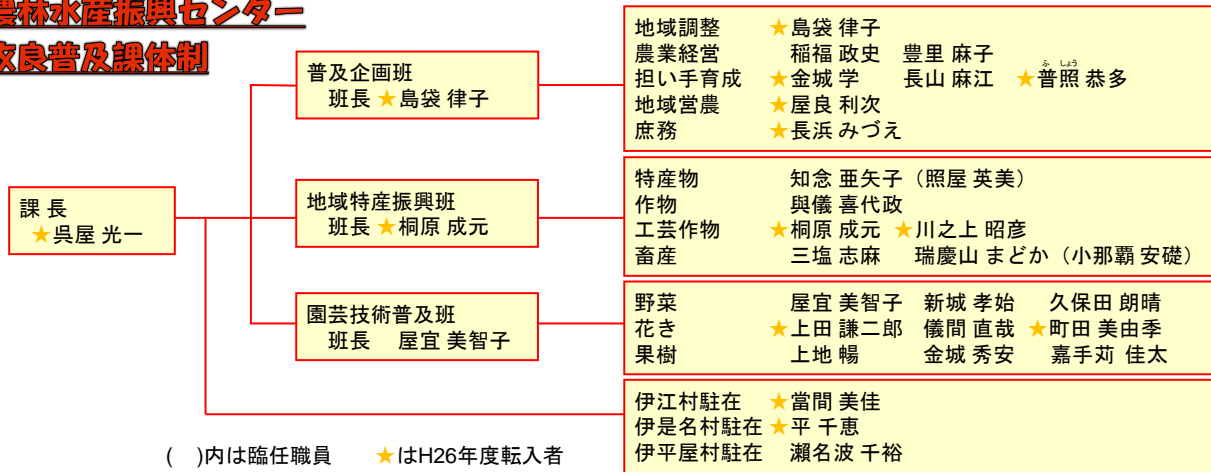 農林水産振興センター
改良普及課体制
課 長
★呉屋 光一
普及企画班
班長 ★島袋 律子
地域特産振興班
班長 ★桐原 成元
園芸技術普及班
班長 屋宜 美智子
地域調整 ★島袋 律子
農業経営 稲福 政史 豊里 麻子
ふ しょう
担い手育成 ★金城 学 長山 麻江 ★普照 恭多
地域営農 ★屋良 利次
庶務 ★長浜 みづえ
特産物 知念 亜矢子（照屋 英美）
作物 與儀 喜代政
工芸作物 ★桐原 成元 ★川之上 昭彦
畜産 三塩 志麻 瑞慶山 まどか（小那覇 安礎）
野菜 屋宜 美智子 新城 孝始 久保田 朗晴
花き ★上田 謙二郎 儀間 直哉 ★町田 美由季
果樹 上地 暢 金城 秀安 嘉手苅 佳太
伊江村駐在 ★當間 美佳
伊是名村駐在 ★平 千恵
伊平屋村駐在 瀬名波 千裕
( )内は臨任職員 ★はH26年度転入者